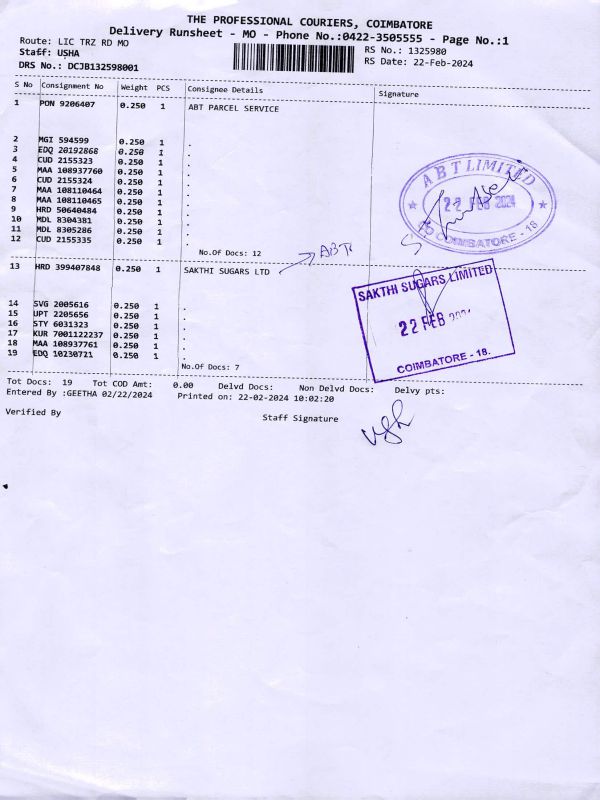 THE PROFESSIONAL COURIERS, COIMBATORE
Delivery Runsheet - MO - Phone No.:0422-3505555 - Page No.:1
Route: LIC TRZ RD MO
RS No.: 1325980
Staff: USHA
RS Date: 22-Feb-2024
DRS No.: DCJB132598001
S No Consignment No Weight PCS Consignee Details Signature
1 PON 9206407 0.250 1 ABT PARCEL SERVICE
2 MGI 594599 0.250 1 .
3 EDQ 20192868 0.250 1 .
4 CUD 2155323 0.250 1 .
5 MAA 108937760 0.250 1 .
6 CUD 2155324 0.250 1 .
7 MAA 108110464 0.250 1 .
8 MAA 108110465 0.250 1 .
9 HRD 50640484 0.250 1 .
10 MDL 8304381 0.250 1 .
11 MDL 8305286 0.250 1 .
12 CUD 2155335 0.250 1 .
No.Of Docs: 12
ABT LIMITED
22 FEB 2024
COIMBATORE - 18
ABT
13 HRD 399407848 0.250 1 SAKTHI SUGARS LTD
14 SVG 2005616 0.250 1 .
15 UPT 2205656 0.250 1 .
16 STY 6031323 0.250 1 .
17 KUR 7001122237 0.250 1 .
18 MAA 108937761 0.250 1 .
19 EDQ 10230721 0.250 1 .
No.Of Docs: 7
SAKTHI SUGARS LIMITED
22 FEB
COIMBATORE - 18.
Tot Docs: 19 Tot COD Amt: 0.00 Delvd Docs: Non Delvd Docs: Delvy pts:
Entered By :GEETHA 02/22/2024 Printed on: 22-02-2024 10:02:20
Verified By Staff Signature